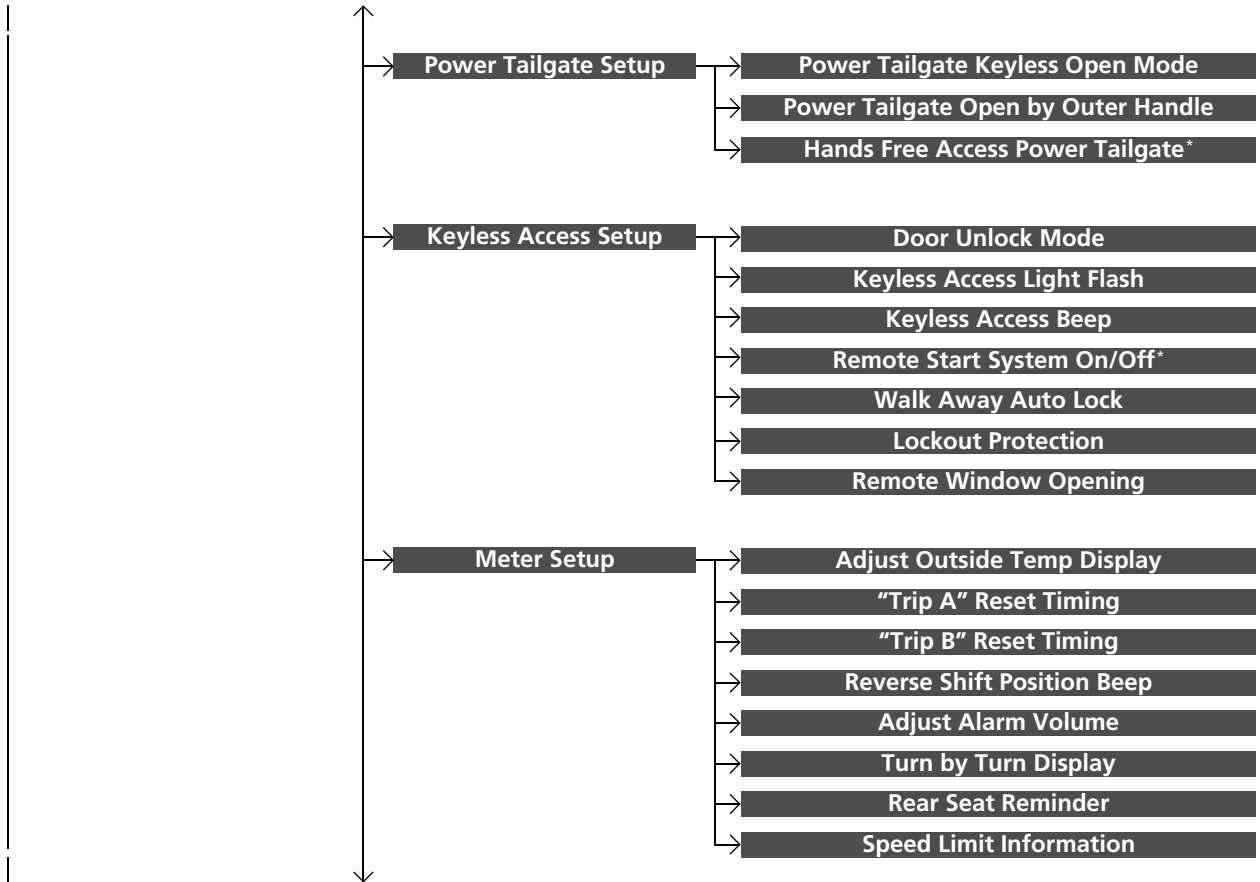 Power Tailgate Setup
Power Tailgate Keyless Open Mode
Power Tailgate Open by Outer Handle
Hands Free Access Power Tailgate*
Keyless Access Setup
Door Unlock Mode
Keyless Access Light Flash
Keyless Access Beep
Remote Start System On/Off*
Walk Away Auto Lock
Lockout Protection
Remote Window Opening
Meter Setup
Adjust Outside Temp Display
“Trip A” Reset Timing
“Trip B” Reset Timing
Reverse Shift Position Beep
Adjust Alarm Volume
Turn by Turn Display
Rear Seat Reminder
Speed Limit Information